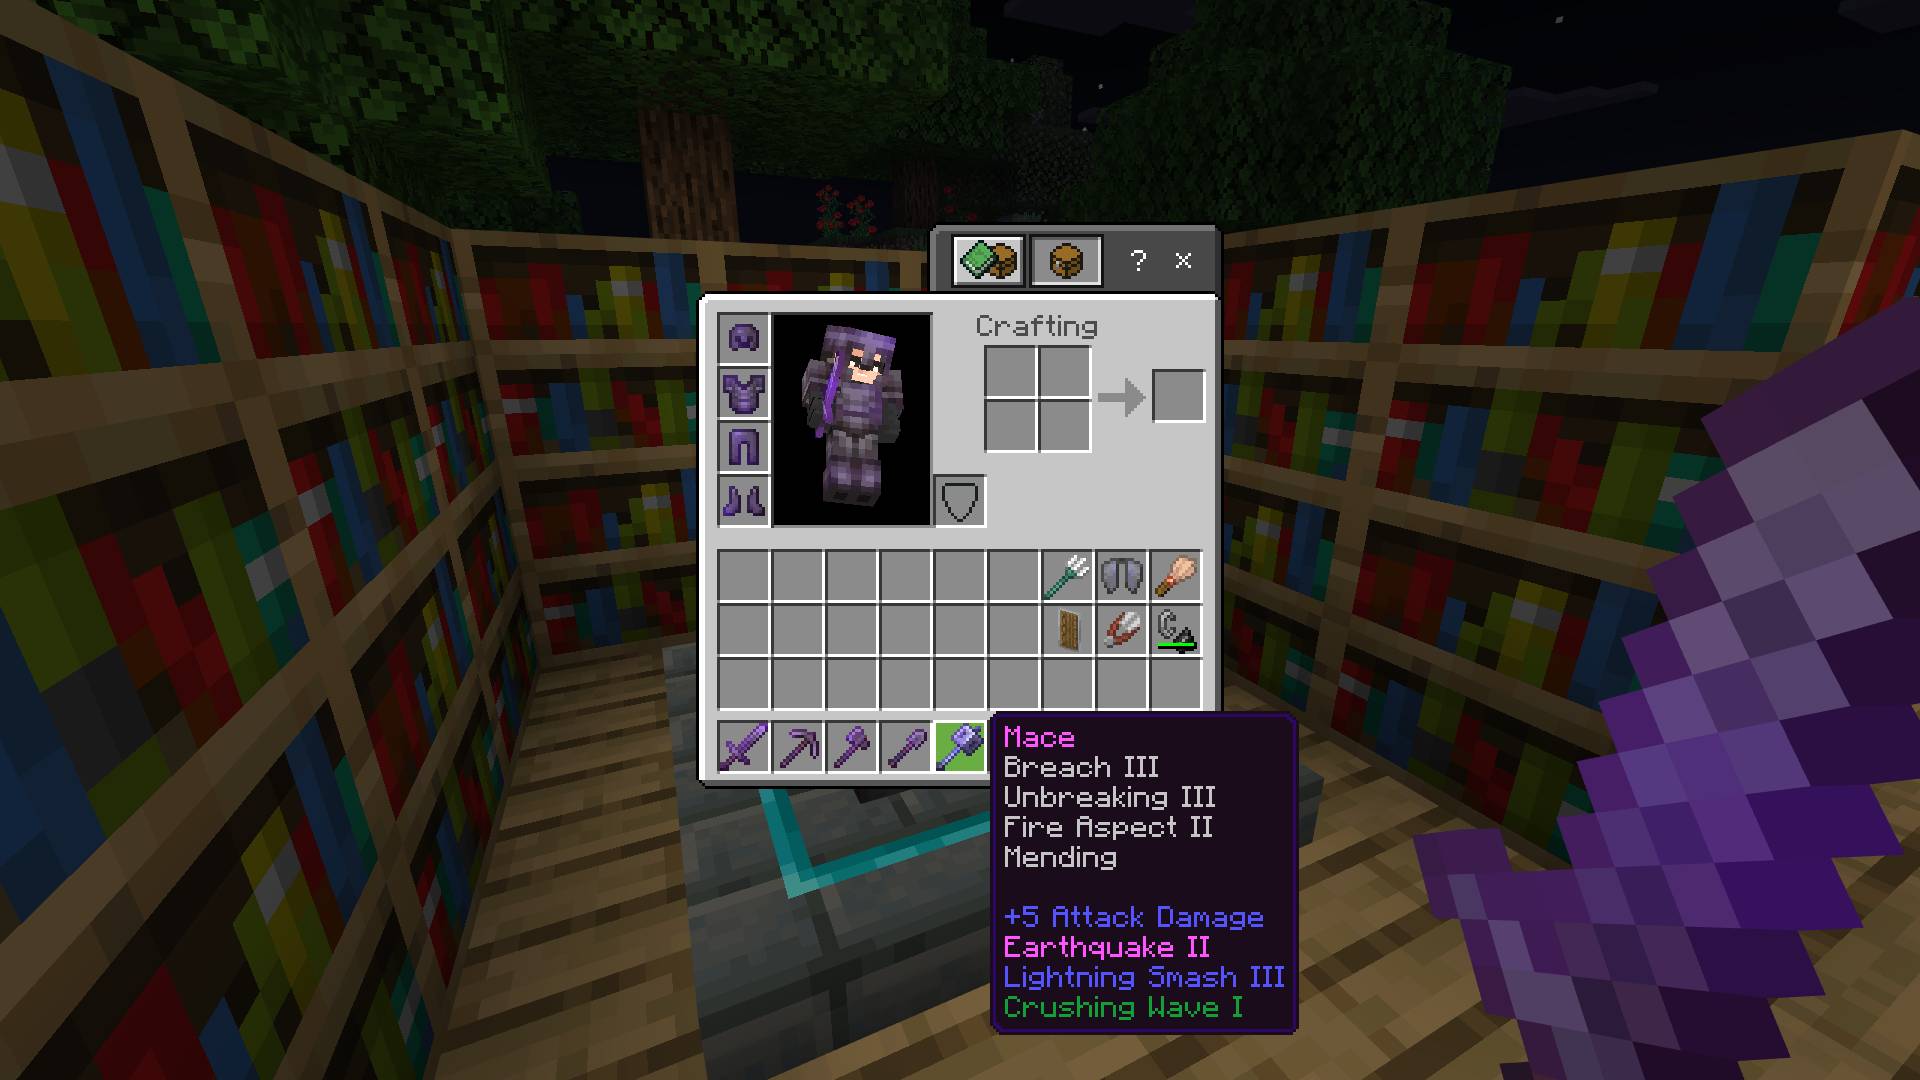 ?
×
Crafting
Mace
Breach III
Unbreaking III
Fire Aspect II
Mending
+5 Attack Damage
Earthquake II
Lightning Smash III
Crushing Wave I